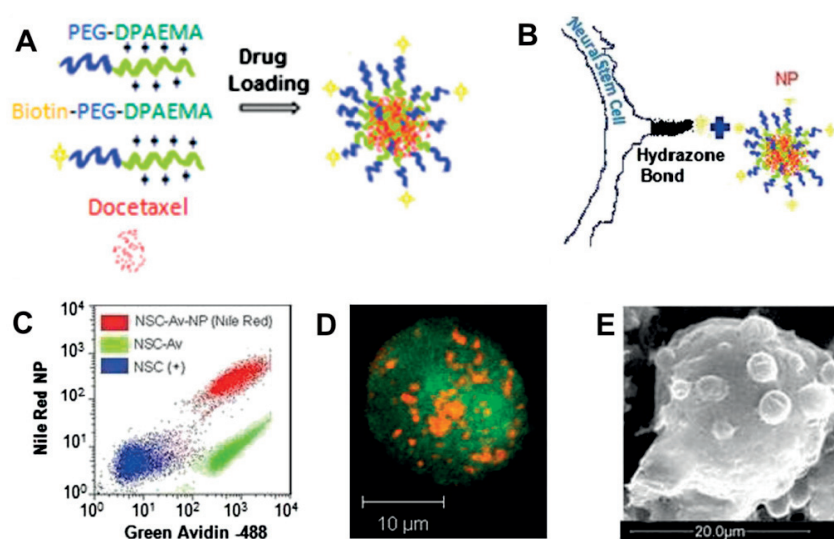 A
PEG-DPAEMA
Biotin-PEG-DPAEMA
Docetaxel
Drug
Loading
B
Neural Stem Cell
Hydrazone
Bond
NP
C
NSC-Av-NP (Nile Red)
NSC-Av
NSC (+)
Nile Red NP
10⁴
10³
10²
10¹
10⁰
10⁰ 10¹ 10² 10³ 10⁴
Green Avidin -488
D
10 µm
E
20.0µm